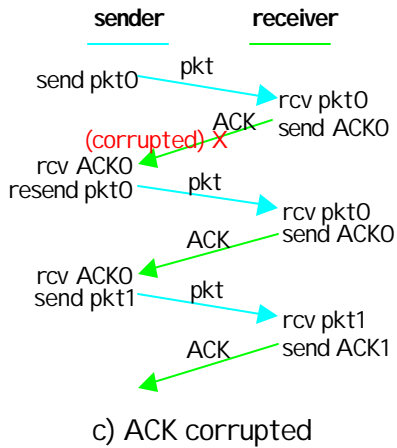 sender receiver
pkt
send pkt0
rcv pkt0
ACK
send ACK0
(corrupted) X
rcv ACK0
resend pkt0
pkt
rcv pkt0
send ACK0
ACK
rcv ACK0
send pkt1
pkt
rcv pkt1
send ACK1
ACK
c) ACK corrupted